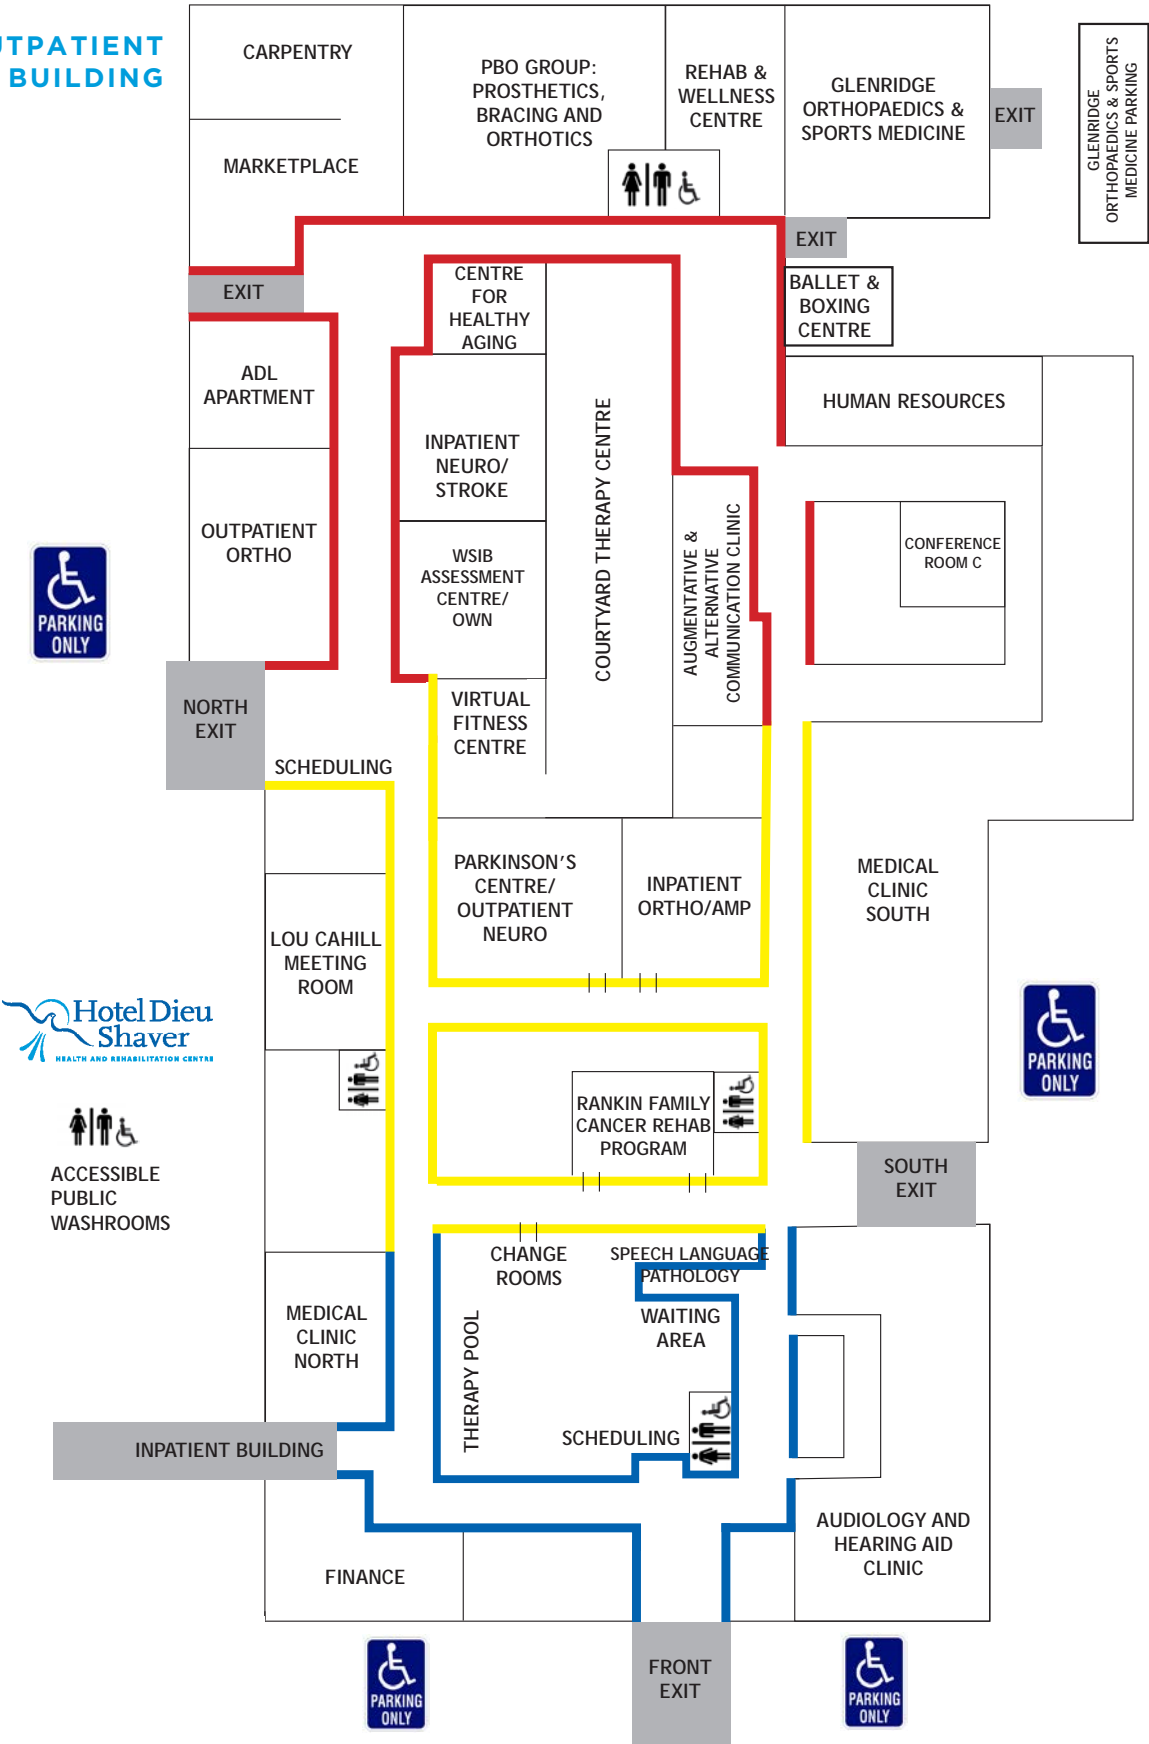 BUILDING
CARPENTRY
MARKETPLACE
PBO GROUP:
PROSTHETICS,
BRACING AND
ORTHOTICS
REHAB &
WELLNESS
CENTRE
GLENRIDGE
ORTHOPAEDICS &
SPORTS MEDICINE
EXIT
GLENRIDGE
ORTHOPAEDICS & SPORTS
MEDICINE PARKING
EXIT
EXIT
CENTRE
FOR
HEALTHY
AGING
BALLET &
BOXING
CENTRE
ADL
APARTMENT
HUMAN RESOURCES
INPATIENT
NEURO/
STROKE
COURTYARD THERAPY CENTRE
OUTPATIENT
ORTHO
WSIB
ASSESSMENT
CENTRE/
OWN
AUGMENTATIVE &
ALTERNATIVE
COMMUNICATION CLINIC
CONFERENCE
ROOM C
PARKING
ONLY
NORTH
EXIT
VIRTUAL
FITNESS
CENTRE
SCHEDULING
PARKINSON'S
CENTRE/
OUTPATIENT
NEURO
INPATIENT
ORTHO/AMP
MEDICAL
CLINIC
SOUTH
LOU CAHILL
MEETING
ROOM
Hotel Dieu
Shaver
HEALTH AND REHABILITATION CENTRE
PARKING
ONLY
RANKIN FAMILY
CANCER REHAB
PROGRAM
ACCESSIBLE
PUBLIC
WASHROOMS
SOUTH
EXIT
CHANGE
ROOMS
SPEECH LANGUAGE
PATHOLOGY
WAITING
AREA
MEDICAL
CLINIC
NORTH
THERAPY POOL
SCHEDULING
INPATIENT BUILDING
AUDIOLOGY AND
HEARING AID
CLINIC
FINANCE
PARKING
ONLY
FRONT
EXIT
PARKING
ONLY